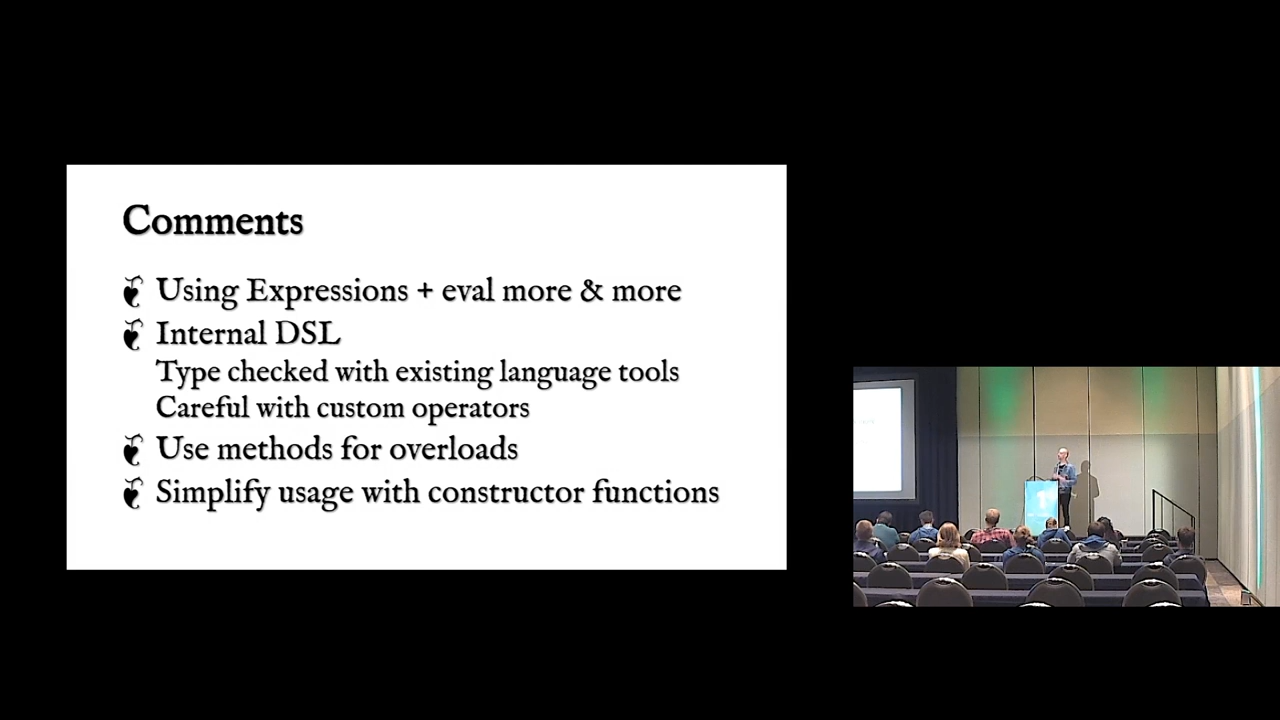 Comments
Using Expressions + eval more & more
Internal DSL
Type checked with existing language tools
Careful with custom operators
Use methods for overloads
Simplify usage with constructor functions